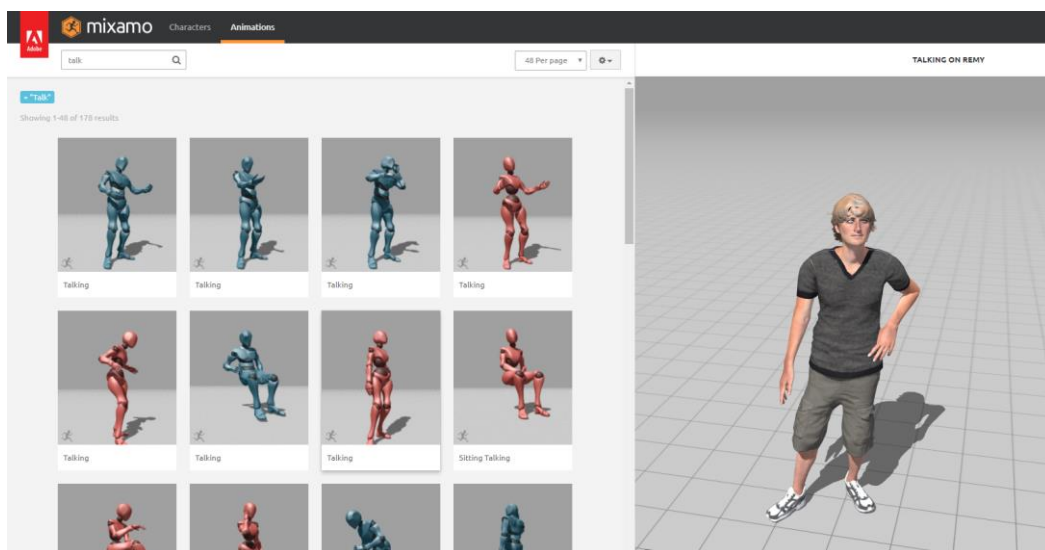 Adobe
mixamo
Characters
Animations
talk
48 Per page
TALKING ON REMY
"Talk"
Showing 1-48 of 178 results
Talking
Talking
Talking
Talking
Talking
Talking
Talking
Sitting Talking